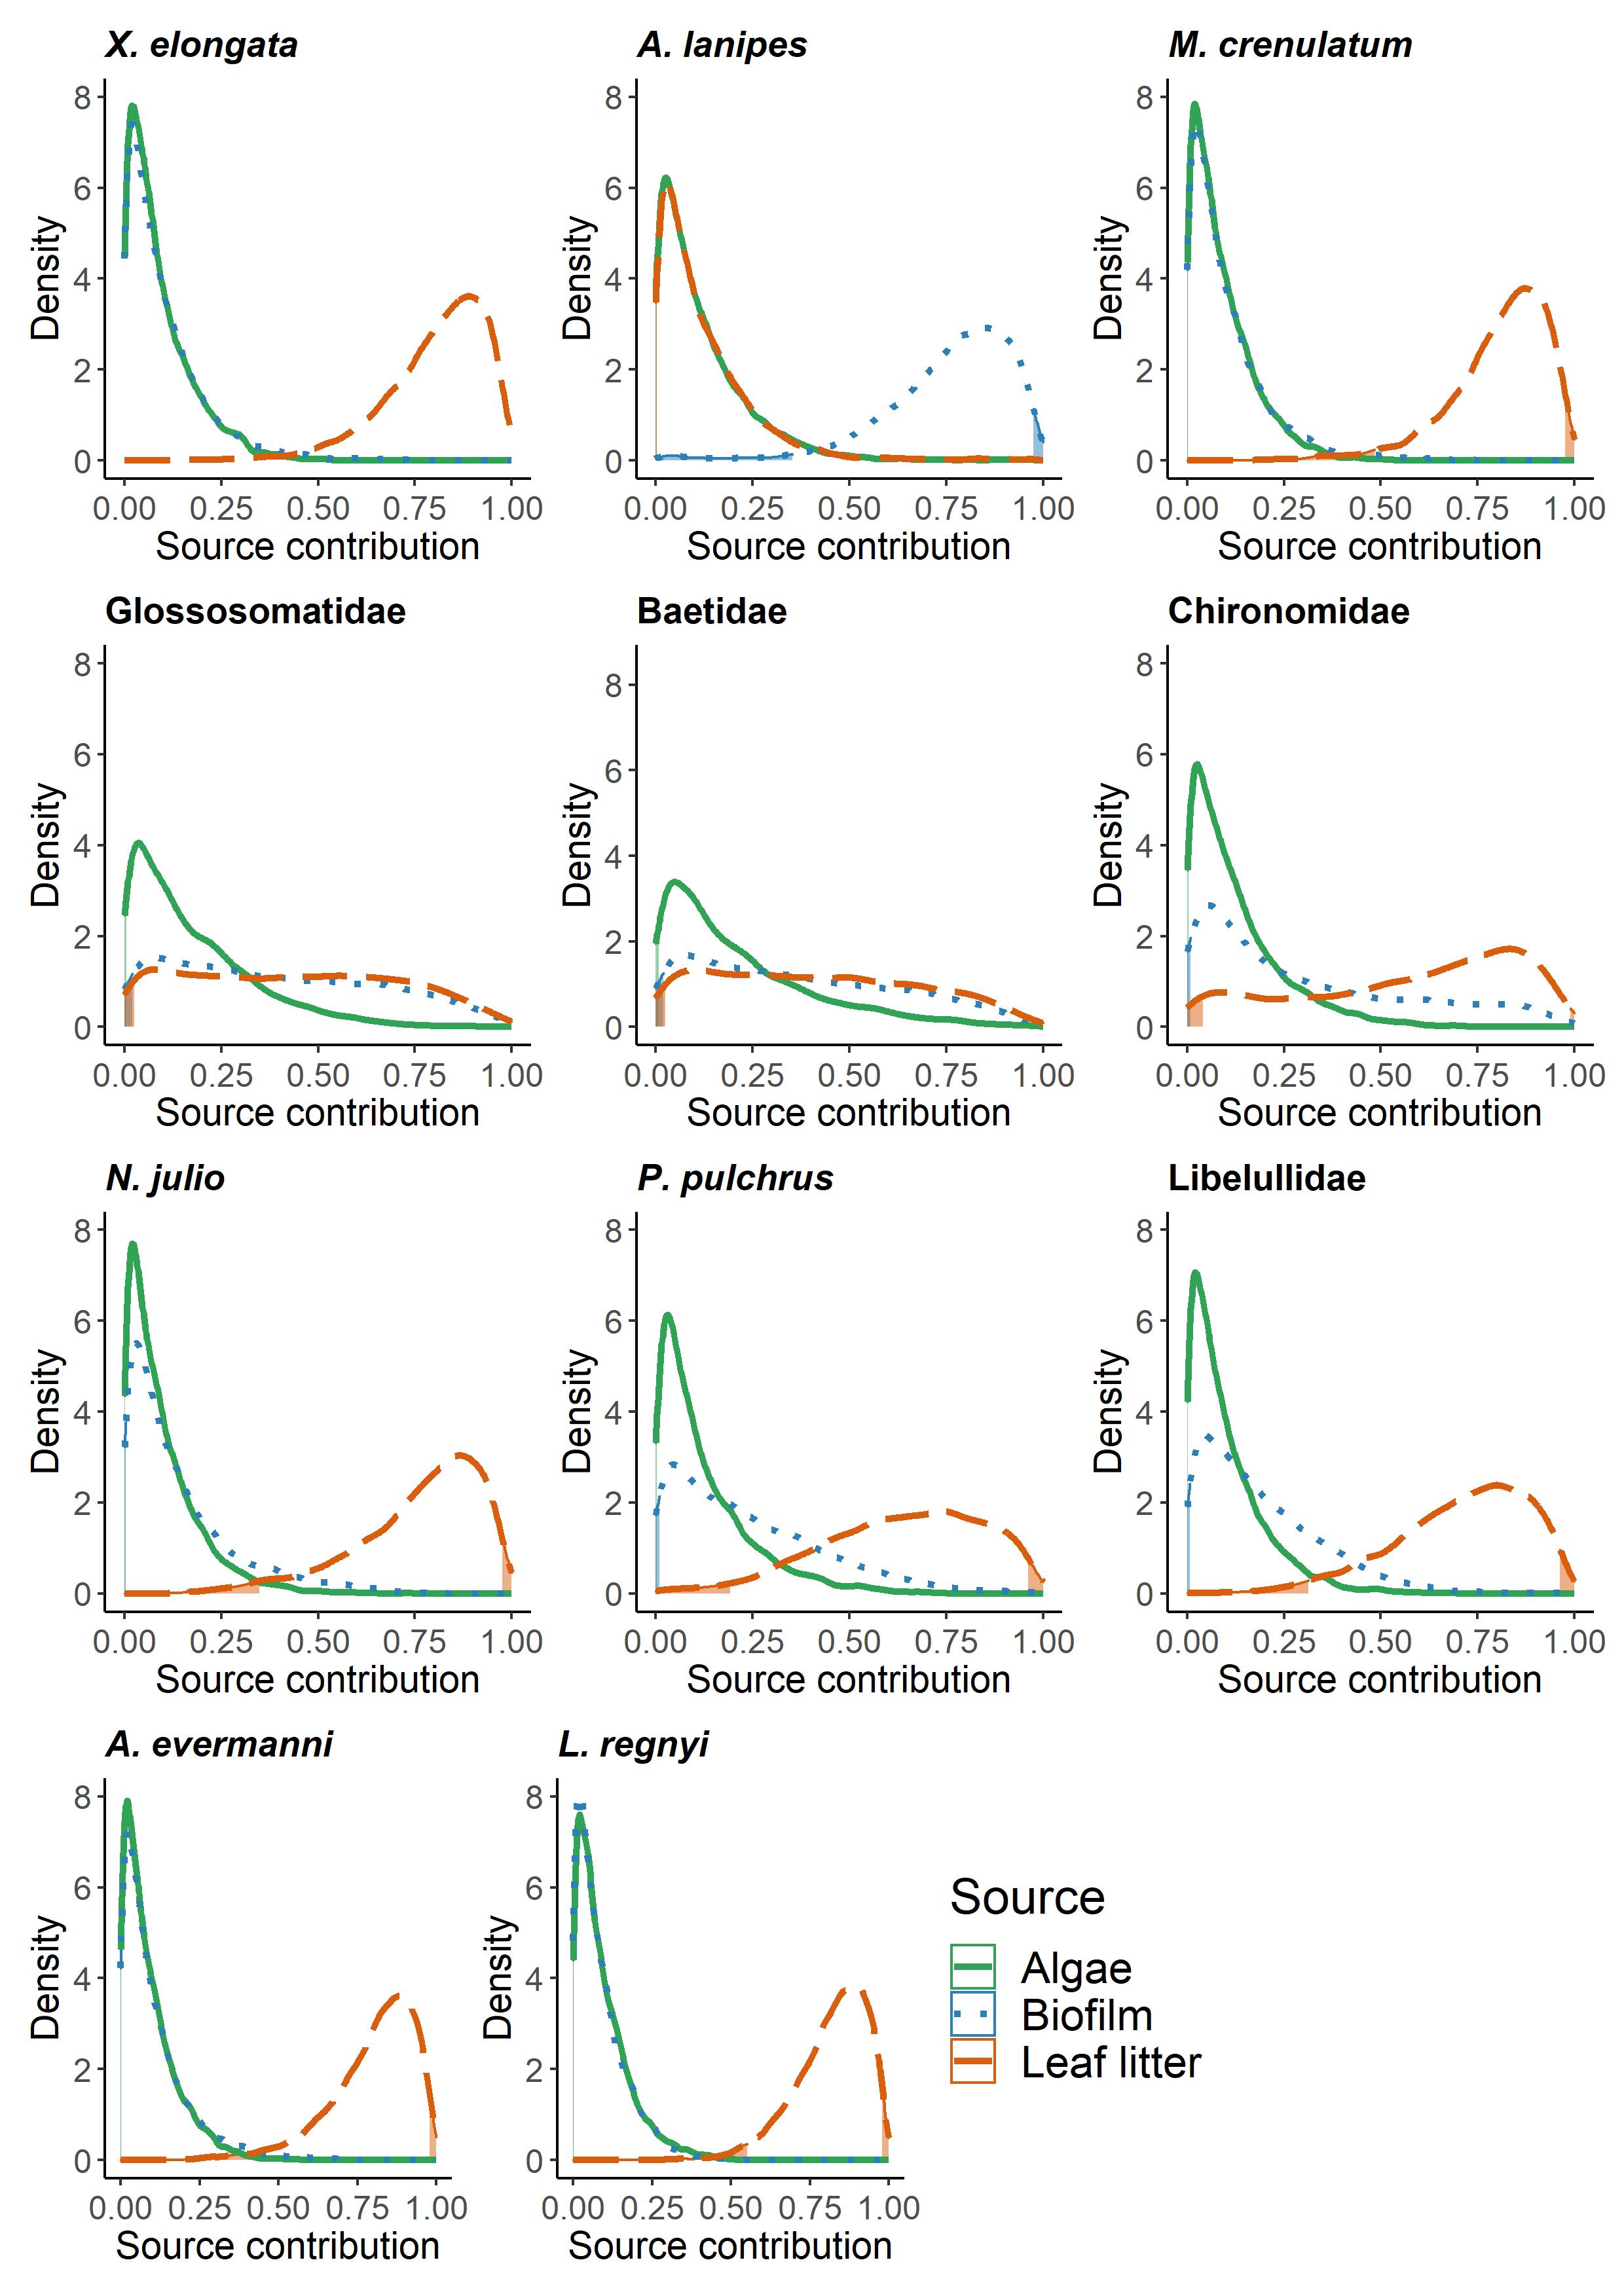 X. elongata
A. lanipes
M. crenulatum
8
6
4
2
0
Density
0.00 0.25 0.50 0.75 1.00
Source contribution
8
6
4
2
0
Density
0.00 0.25 0.50 0.75 1.00
Source contribution
8
6
4
2
0
Density
0.00 0.25 0.50 0.75 1.00
Source contribution
Glossosomatidae
Baetidae
Chironomidae
8
6
4
2
0
Density
0.00 0.25 0.50 0.75 1.00
Source contribution
8
6
4
2
0
Density
0.00 0.25 0.50 0.75 1.00
Source contribution
8
6
4
2
0
Density
0.00 0.25 0.50 0.75 1.00
Source contribution
N. julio
P. pulchrus
Libelullidae
8
6
4
2
0
Density
0.00 0.25 0.50 0.75 1.00
Source contribution
8
6
4
2
0
Density
0.00 0.25 0.50 0.75 1.00
Source contribution
8
6
4
2
0
Density
0.00 0.25 0.50 0.75 1.00
Source contribution
A. evermanni
L. regnyi
8
6
4
2
0
Density
0.00 0.25 0.50 0.75 1.00
Source contribution
8
6
4
2
0
Density
0.00 0.25 0.50 0.75 1.00
Source contribution
Source
Algae
Biofilm
Leaf litter